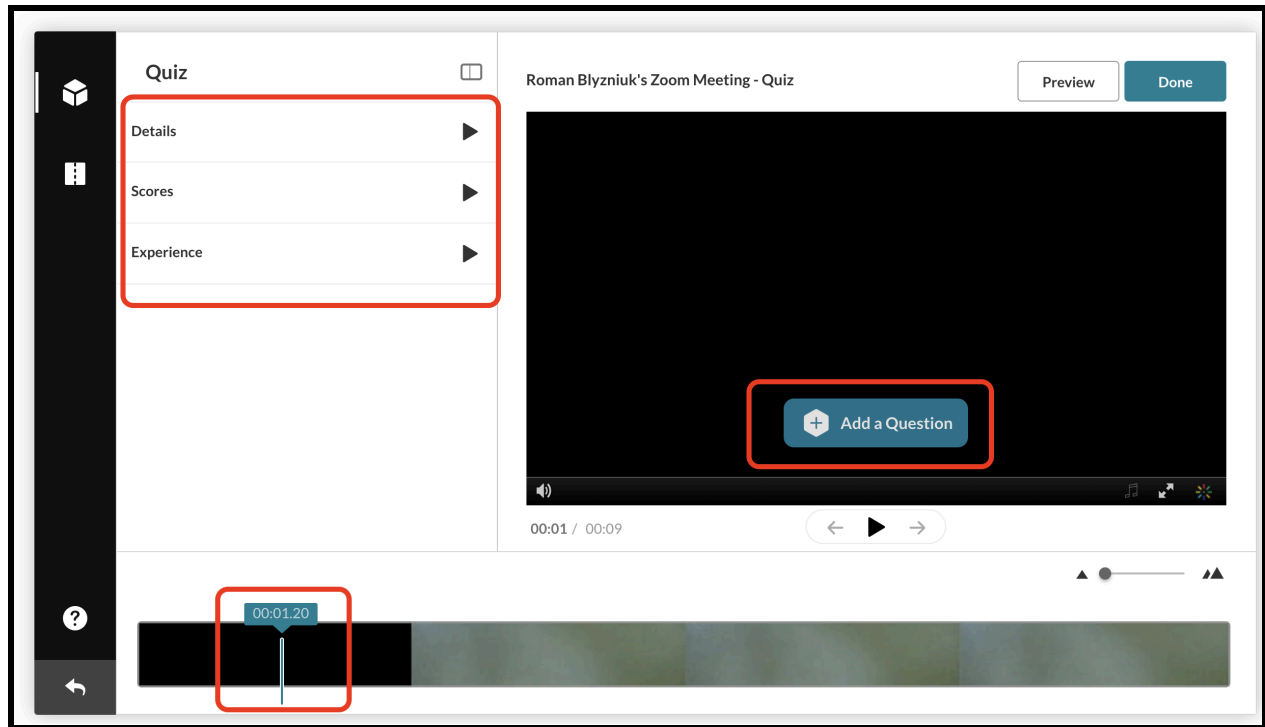 Quiz
Details
Scores
Experience
Roman Blyzniuk's Zoom Meeting - Quiz
Preview
Done
Add a Question
00:01 / 00:09
?
00:01.20